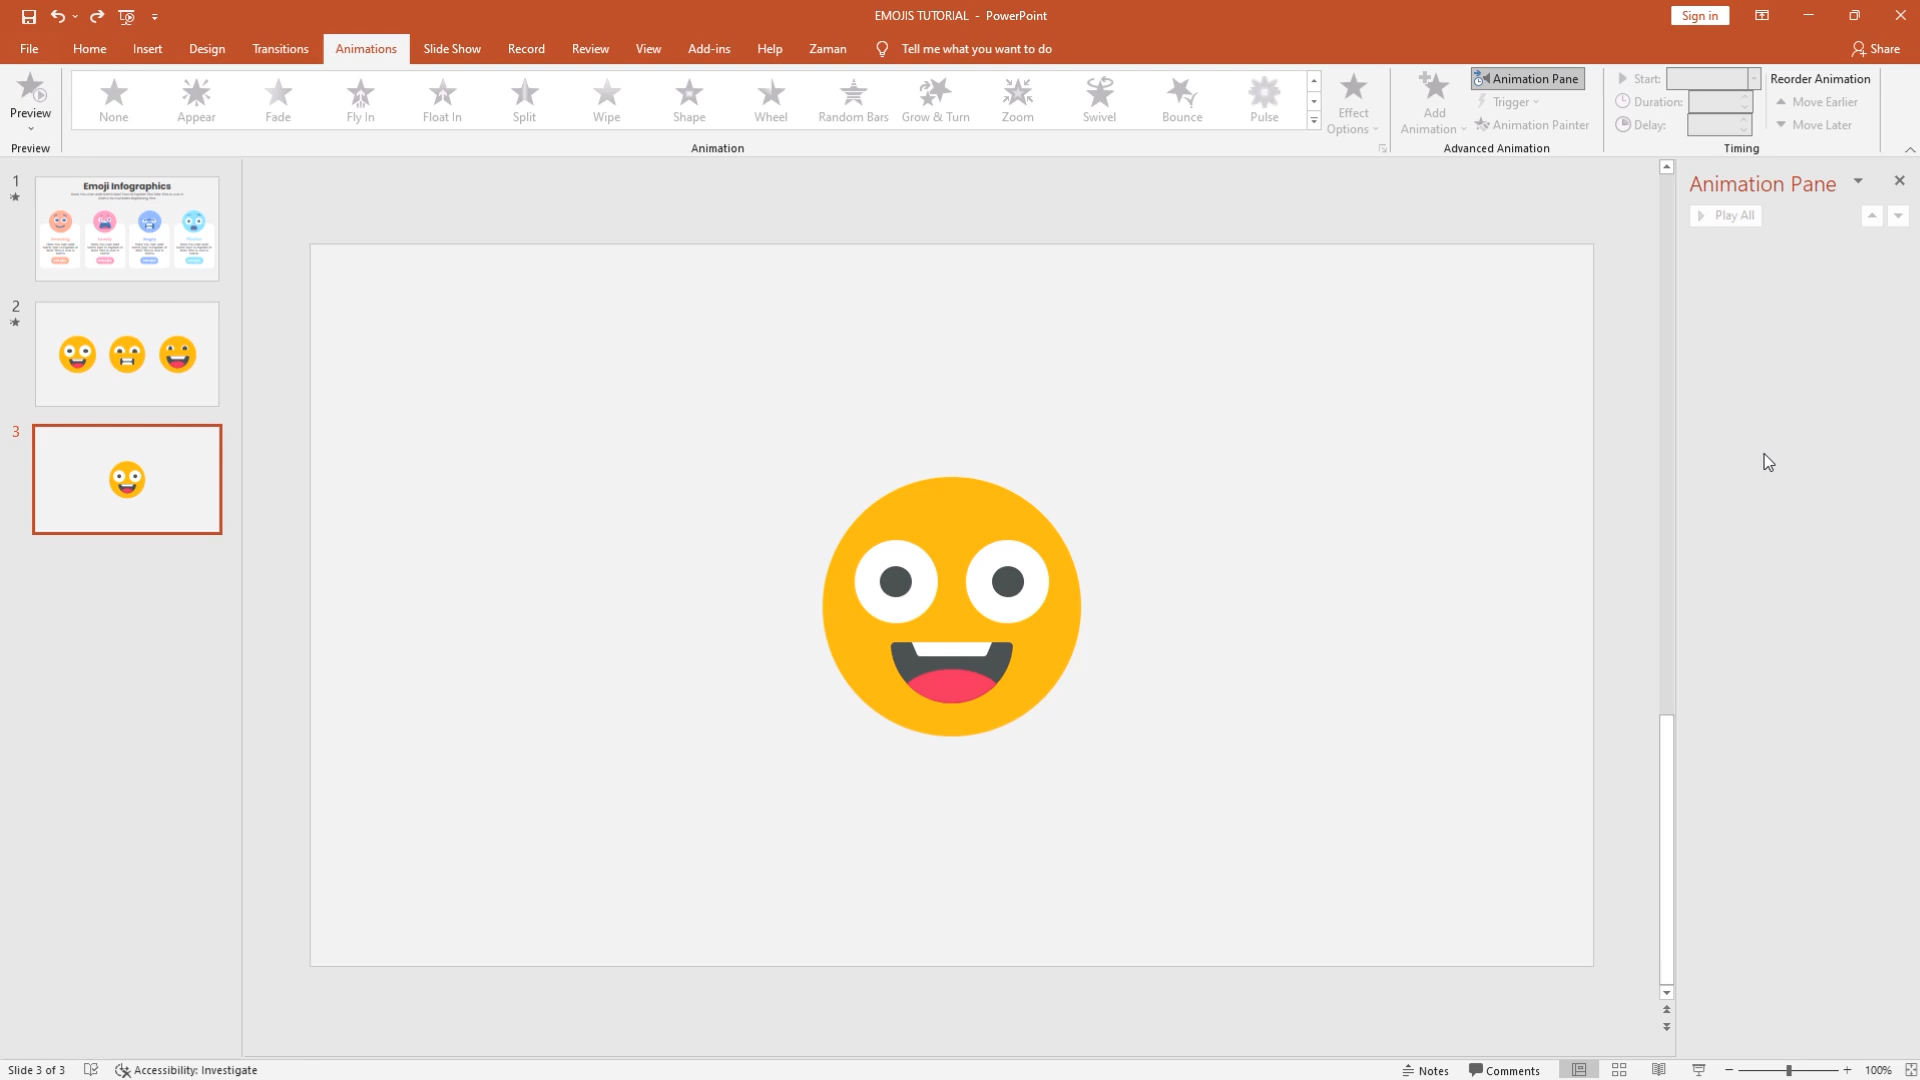 EMOJIS TUTORIAL - PowerPoint
Sign in
File Home Insert Design Transitions Animations Slide Show Record Review View Add-ins Help Zaman Tell me what you want to do Share
Preview
Preview
None Appear Fade Fly In Float In Split Wipe Shape Wheel Random Bars Grow & Turn Zoom Swivel Bounce Pulse
Animation
Effect Options
Add Animation
Animation Pane
Trigger
Animation Painter
Advanced Animation
Start:
Duration:
Delay:
Timing
Reorder Animation
Move Earlier
Move Later
1
Emoji Infographics
2
3
Animation Pane
Play All
Slide 3 of 3 Accessibility: Investigate Notes Comments 100%